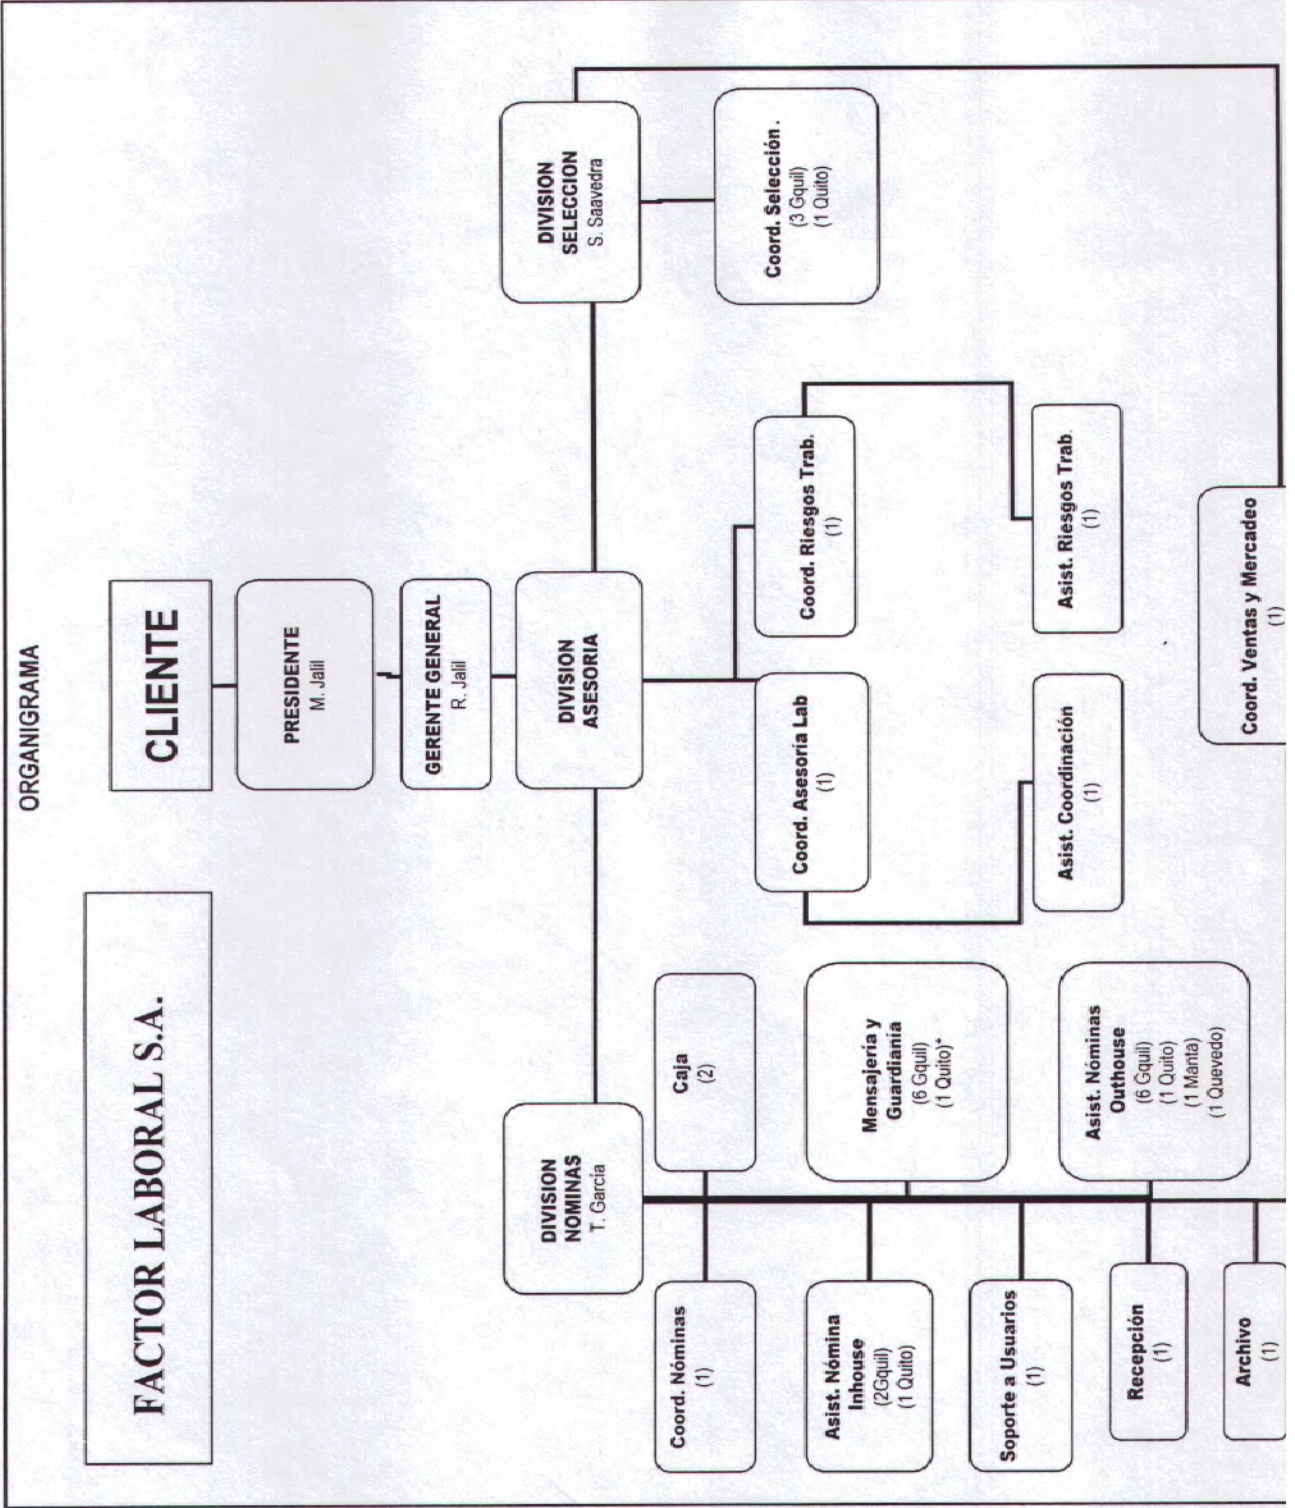 ORGANIGRAMA
FACTOR LABORAL S.A.
CLIENTE
PRESIDENTE
M. Jalil
GERENTE GENERAL
R. Jalil
DIVISION
NOMINAS
T. García
DIVISION
ASESORIA
DIVISION
SELECCION
S. Saavedra
Coord. Nóminas
(1)
Caja
(2)
Coord. Asesoría Lab
(1)
Coord. Riesgos Trab.
(1)
Coord. Selección.
(3 Gquil)
(1 Quito)
Asist. Nómina
Inhouse
(2Gquil)
(1 Quito)
Mensajería y
Guardianía
(6 Gquil)
(1 Quito)*
Soporte a Usuarios
(1)
Asist. Nóminas
Outhouse
(6 Gquil)
(1 Quito)
(1 Manta)
(1 Quevedo)
Asist. Coordinación
(1)
Asist. Riesgos Trab.
(1)
Recepción
(1)
Archivo
(1)
Coord. Ventas y Mercadeo
(1)